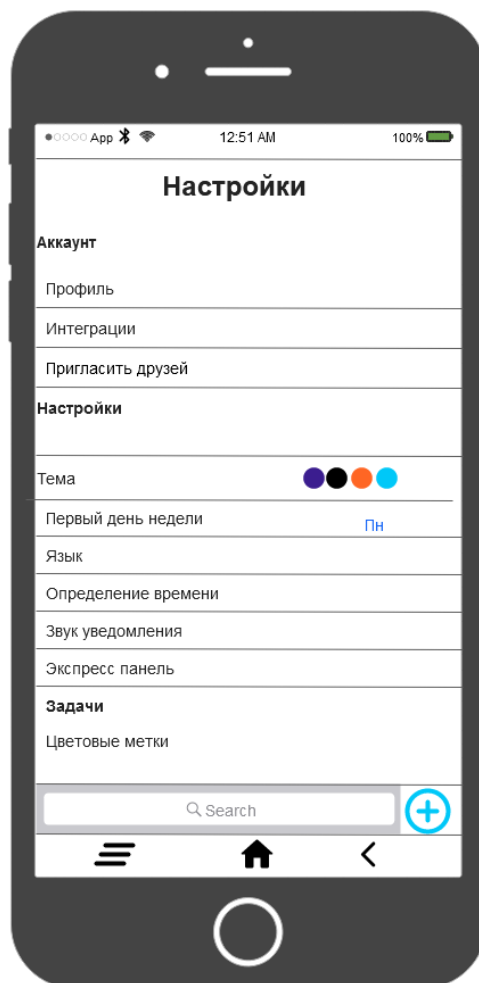 App 12:51 AM 100%
Настройки
Аккаунт
Профиль
Интеграции
Пригласить друзей
Настройки
Тема
Первый день недели Пн
Язык
Определение времени
Звук уведомления
Экспресс панель
Задачи
Цветовые метки
Search